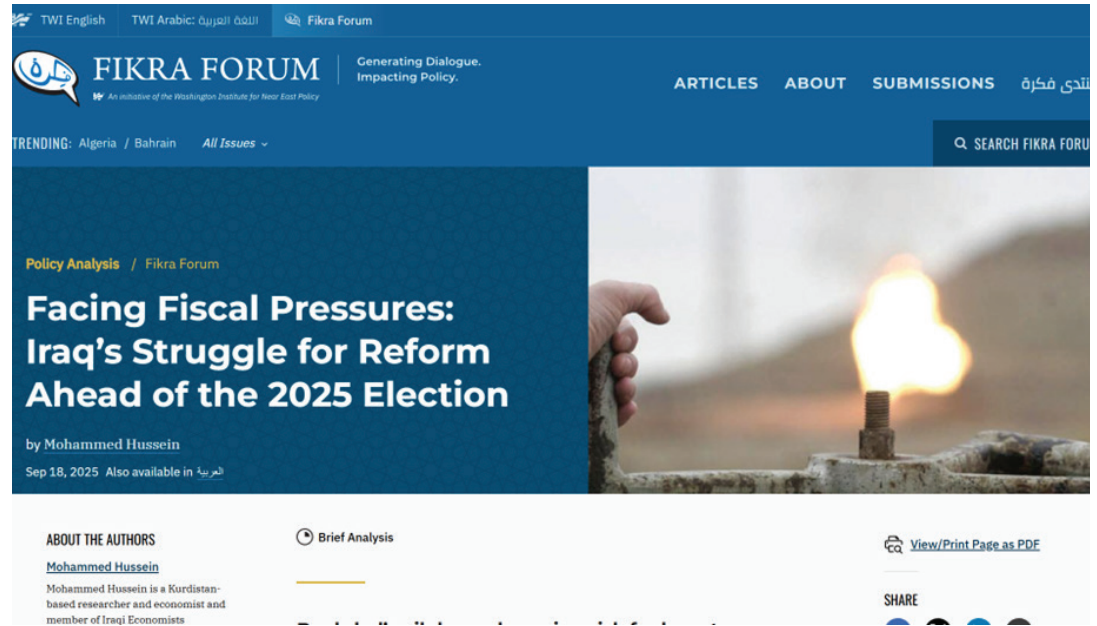 TWI English
TWI Arabic: اللغة العربية
Fikra Forum
فكرة
FIKRA FORUM
An initiative of the Washington Institute for Near East Policy
Generating Dialogue.
Impacting Policy.
ARTICLES
ABOUT
SUBMISSIONS
فكرة
TRENDING: Algeria / Bahrain
All Issues
SEARCH FIKRA
Policy Analysis / Fikra Forum
Facing Fiscal Pressures:
Iraq's Struggle for Reform
Ahead of the 2025 Election
by Mohammed Hussein
Sep 18, 2025 Also available in العربية
ABOUT THE AUTHORS
Mohammed Hussein
Mohammed Hussein is a Kurdistan-
based researcher and economist and
member of Iraqi Economists
Brief Analysis
View/Print Page as PDF
SHARE